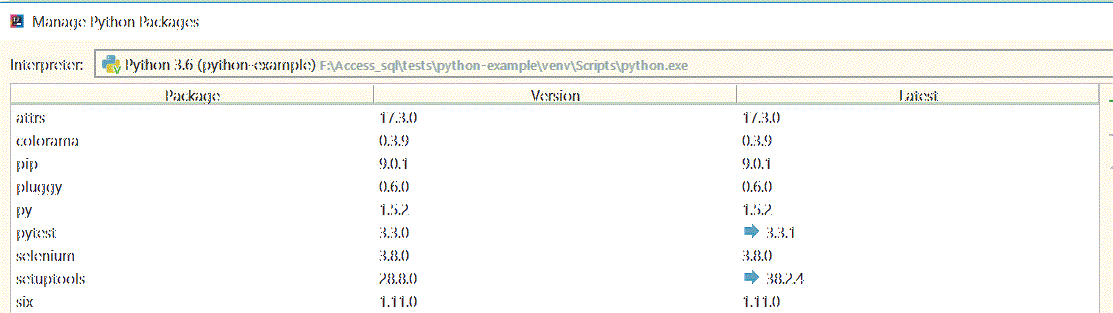 Manage Python Packages
Interpreter: Python 3.6 (python-example) F:\Access_sql\tests\python-example\venv\Scripts\python.exe
Package Version Latest
attrs 17.3.0 17.3.0
colorama 0.3.9 0.3.9
pip 9.0.1 9.0.1
pluggy 0.6.0 0.6.0
py 1.5.2 1.5.2
pytest 3.3.0 3.3.1
selenium 3.8.0 3.8.0
setuptools 28.8.0 38.2.4
six 1.11.0 1.11.0